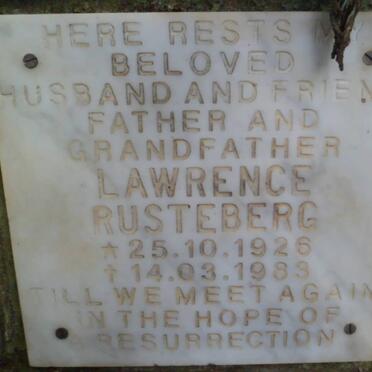 HERE RESTS MY
BELOVED
HUSBAND AND FRIEN
FATHER AND
GRANDFATHER
LAWRENCE
RUSTEBERG
* 25.10.1926
† 14.03.1983
TILL WE MEET AGAIN
IN THE HOPE OF
A RESURRECTION